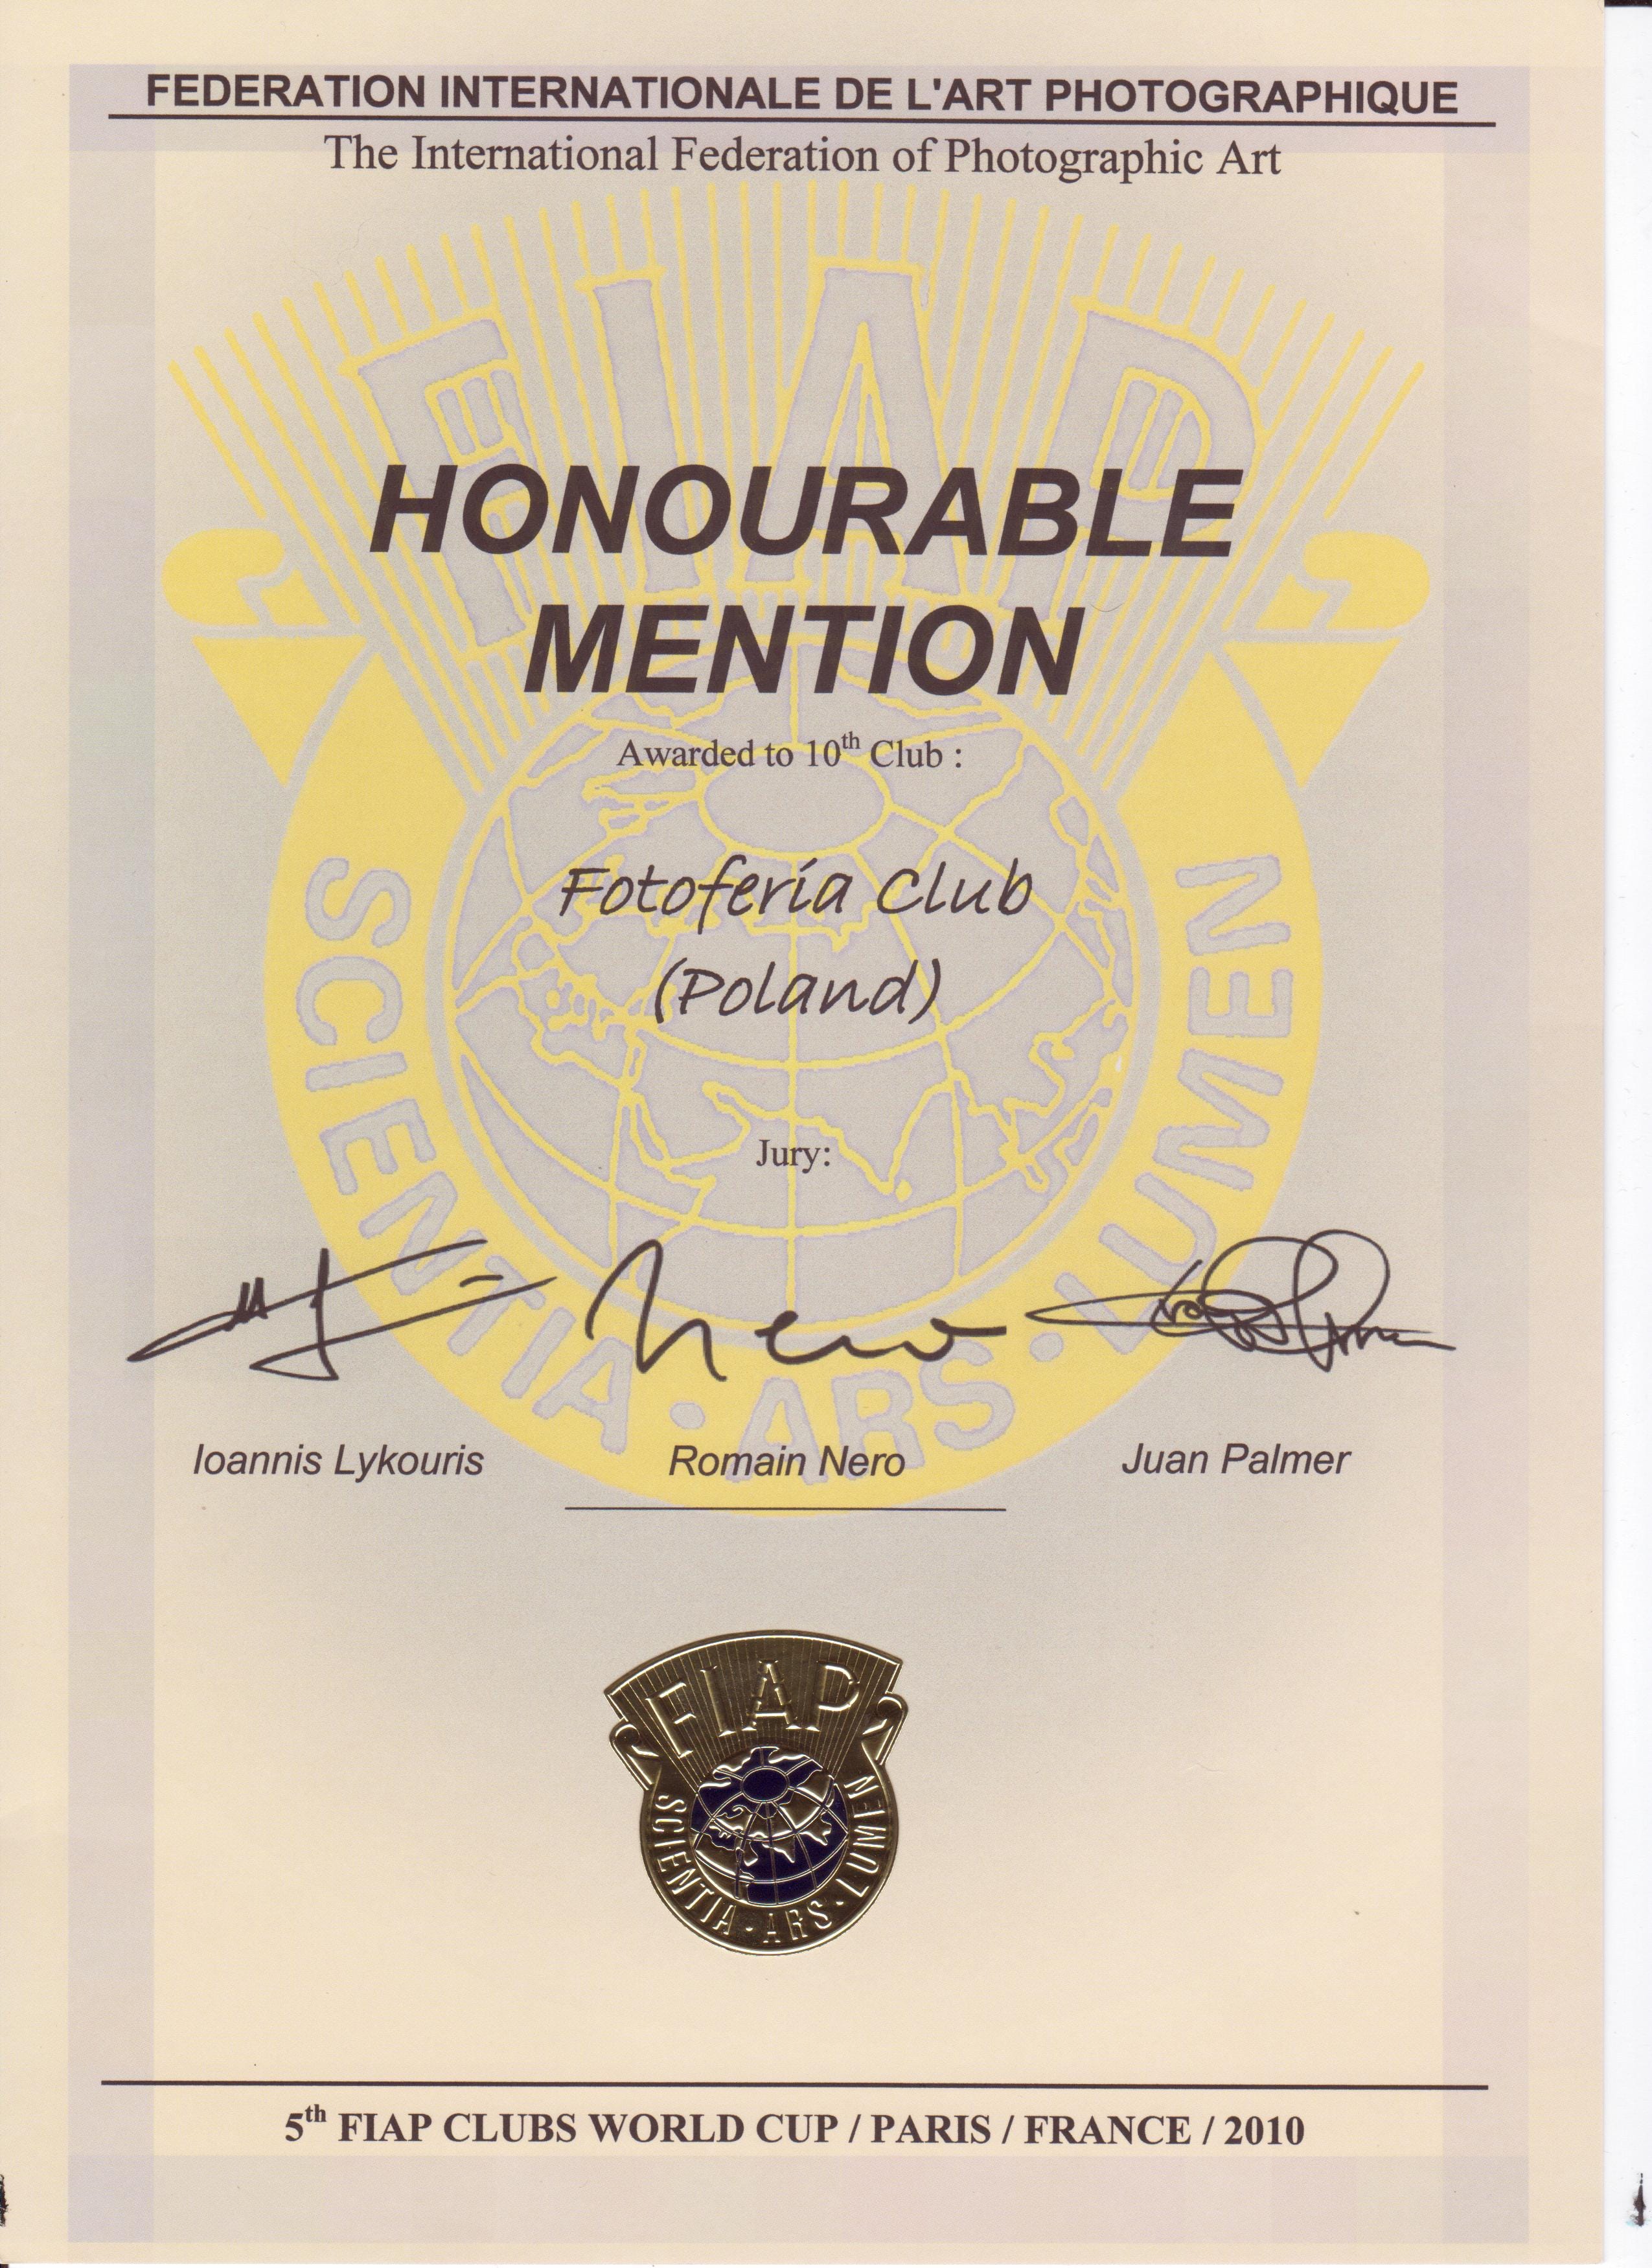 FEDERATION INTERNATIONALE DE L'ART PHOTOGRAPHIQUE
The International Federation of Photographic Art
FIAP
HONOURABLE
MENTION
Awarded to 10th Club :
Fotoferia Club
(Poland)
Jury:
SCIENTIA · ARS · LUMEN
Nero
Ioannis Lykouris
Romain Nero
Juan Palmer
FIAP
SCIENTIA · ARS · LUMEN
5th FIAP CLUBS WORLD CUP / PARIS / FRANCE / 2010